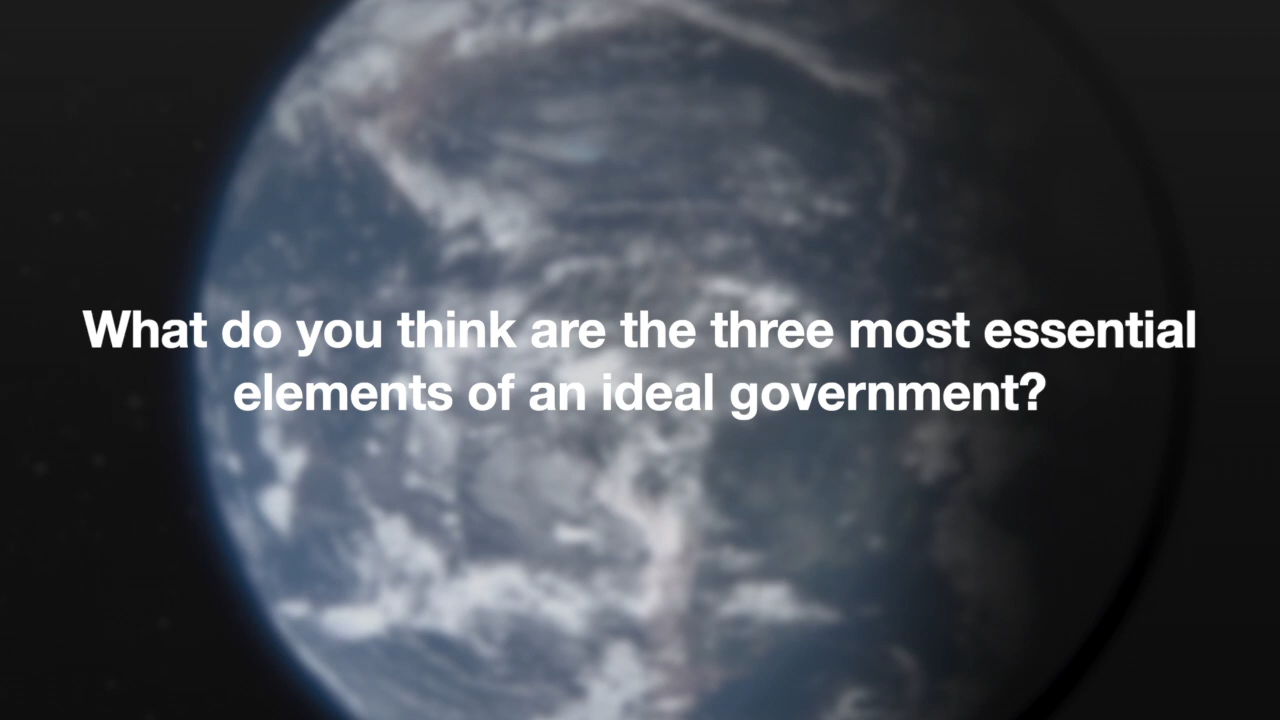 What do you think are the three most essential
elements of an ideal government?